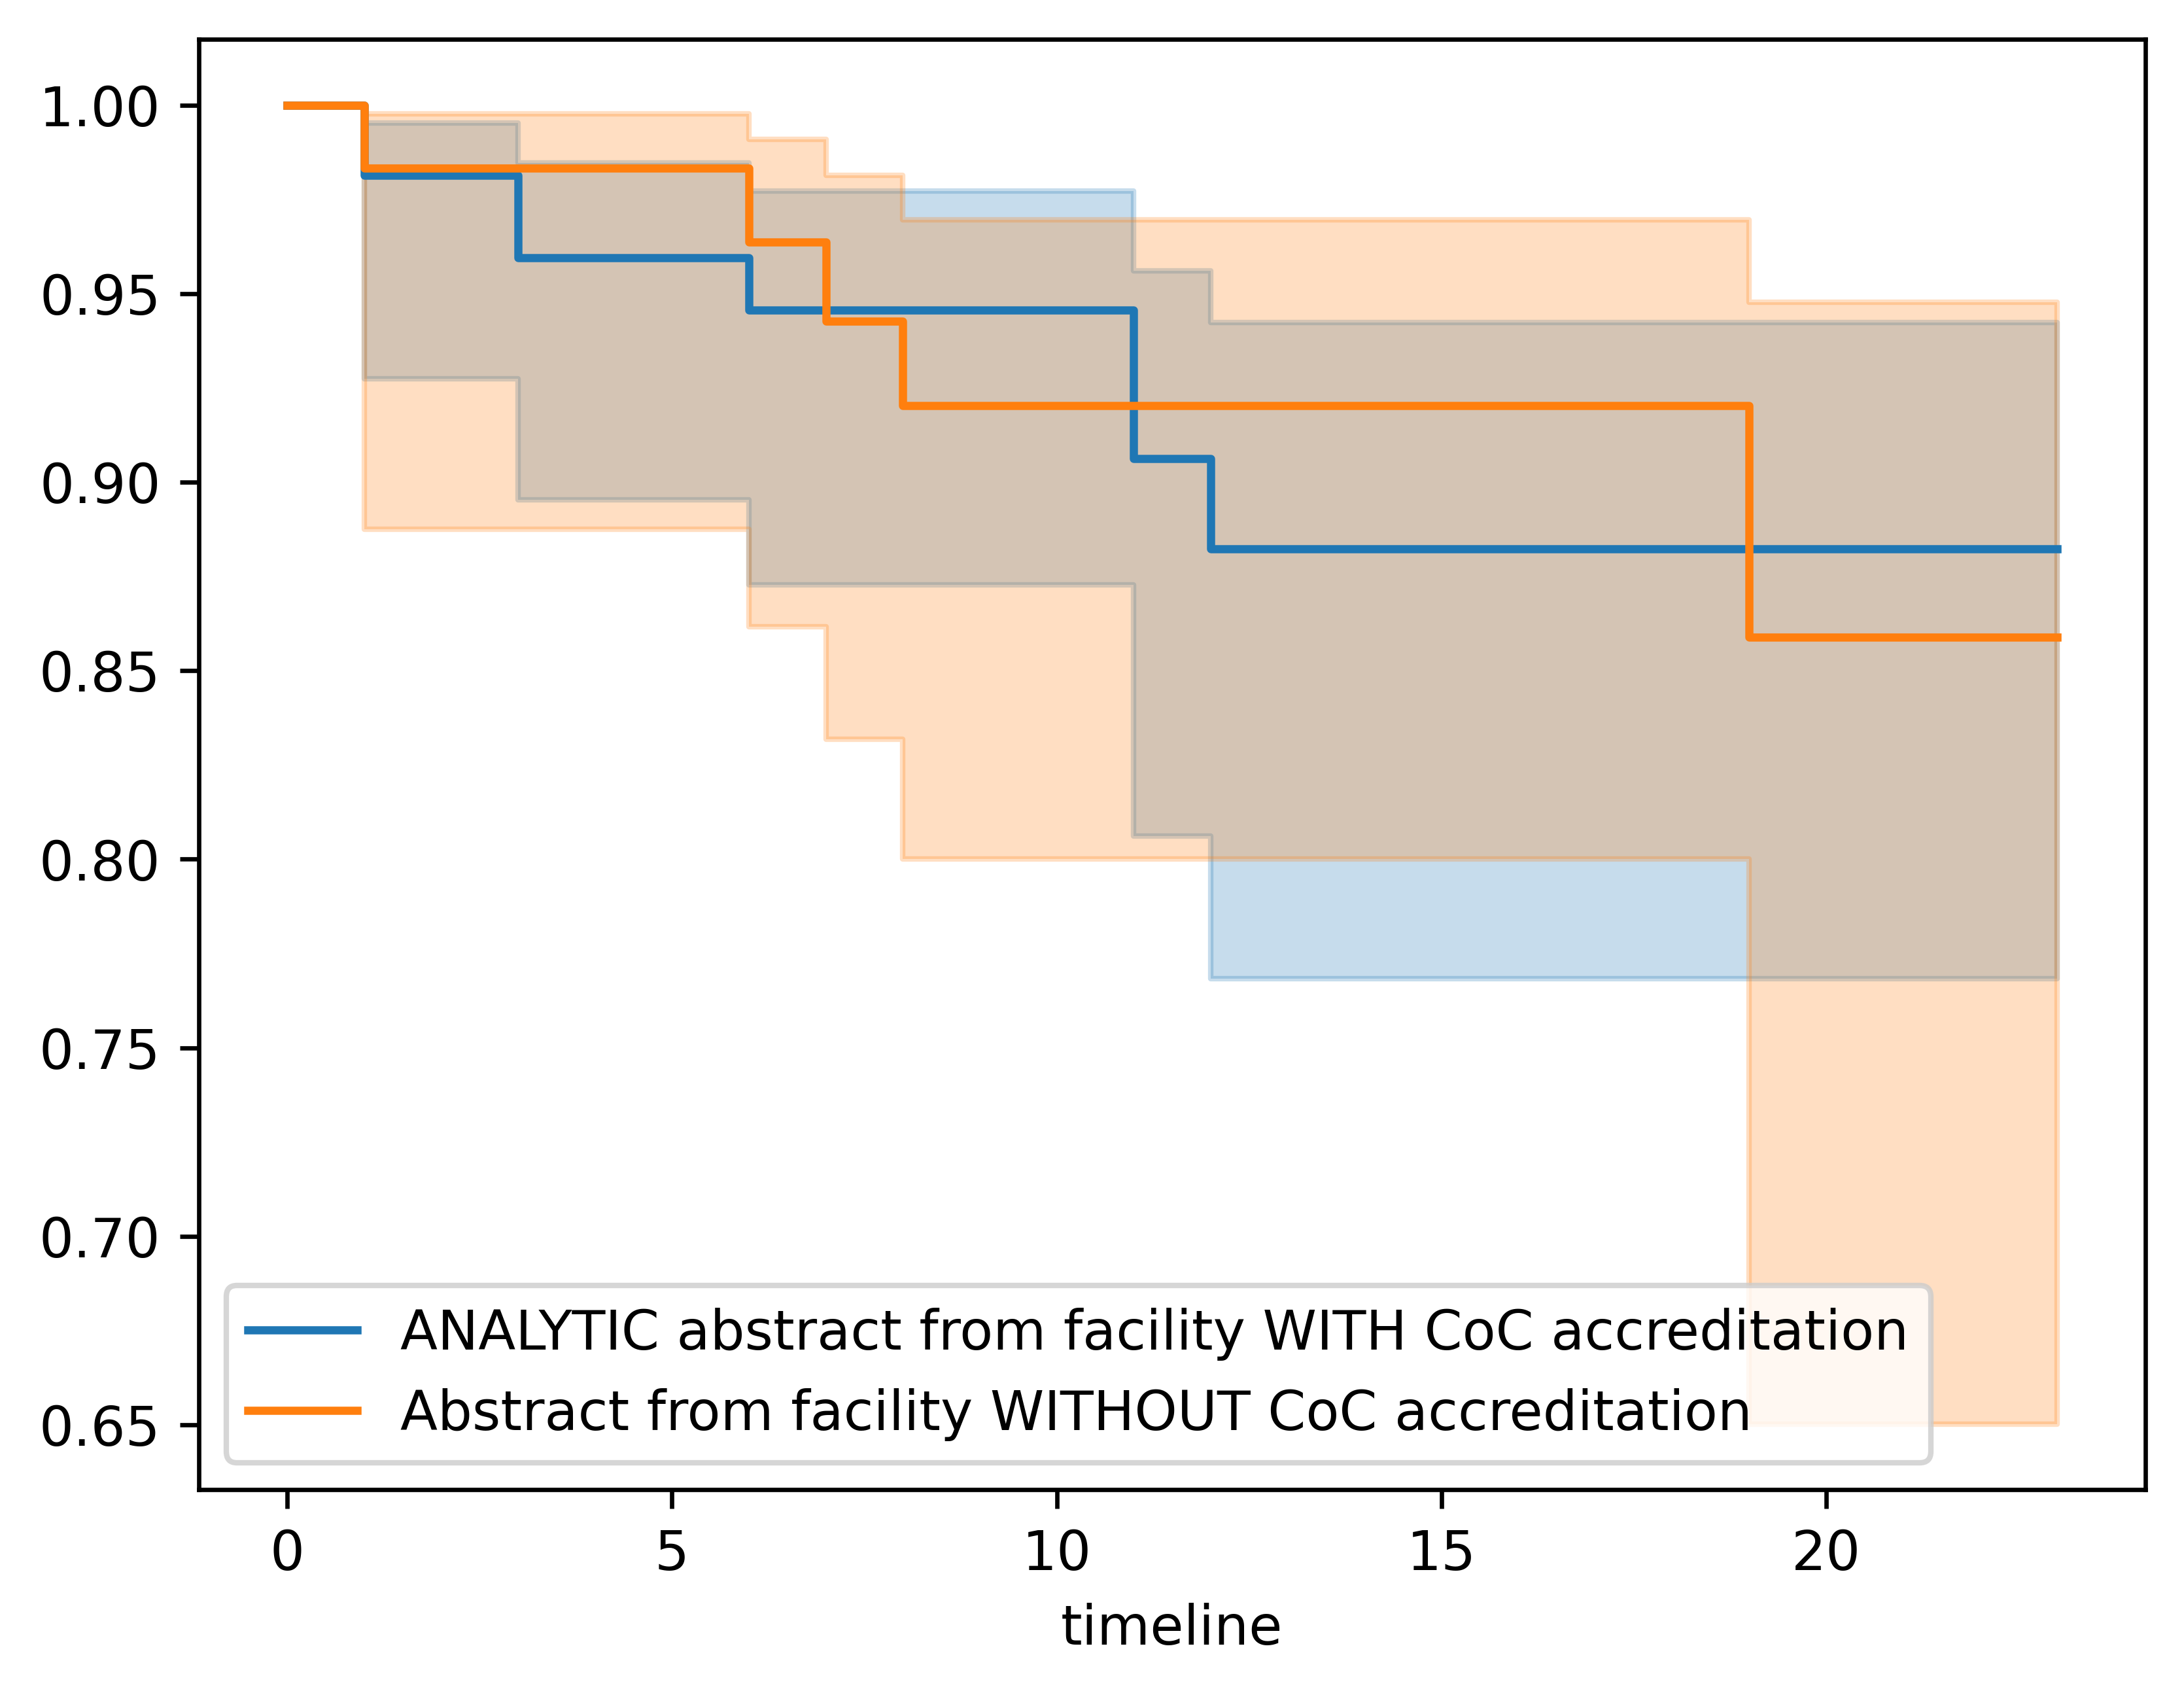 1.00
0.95
0.90
0.85
0.80
0.75
0.70
0.65
ANALYTIC abstract from facility WITH CoC accreditation
Abstract from facility WITHOUT CoC accreditation
0 5 10 15 20
timeline